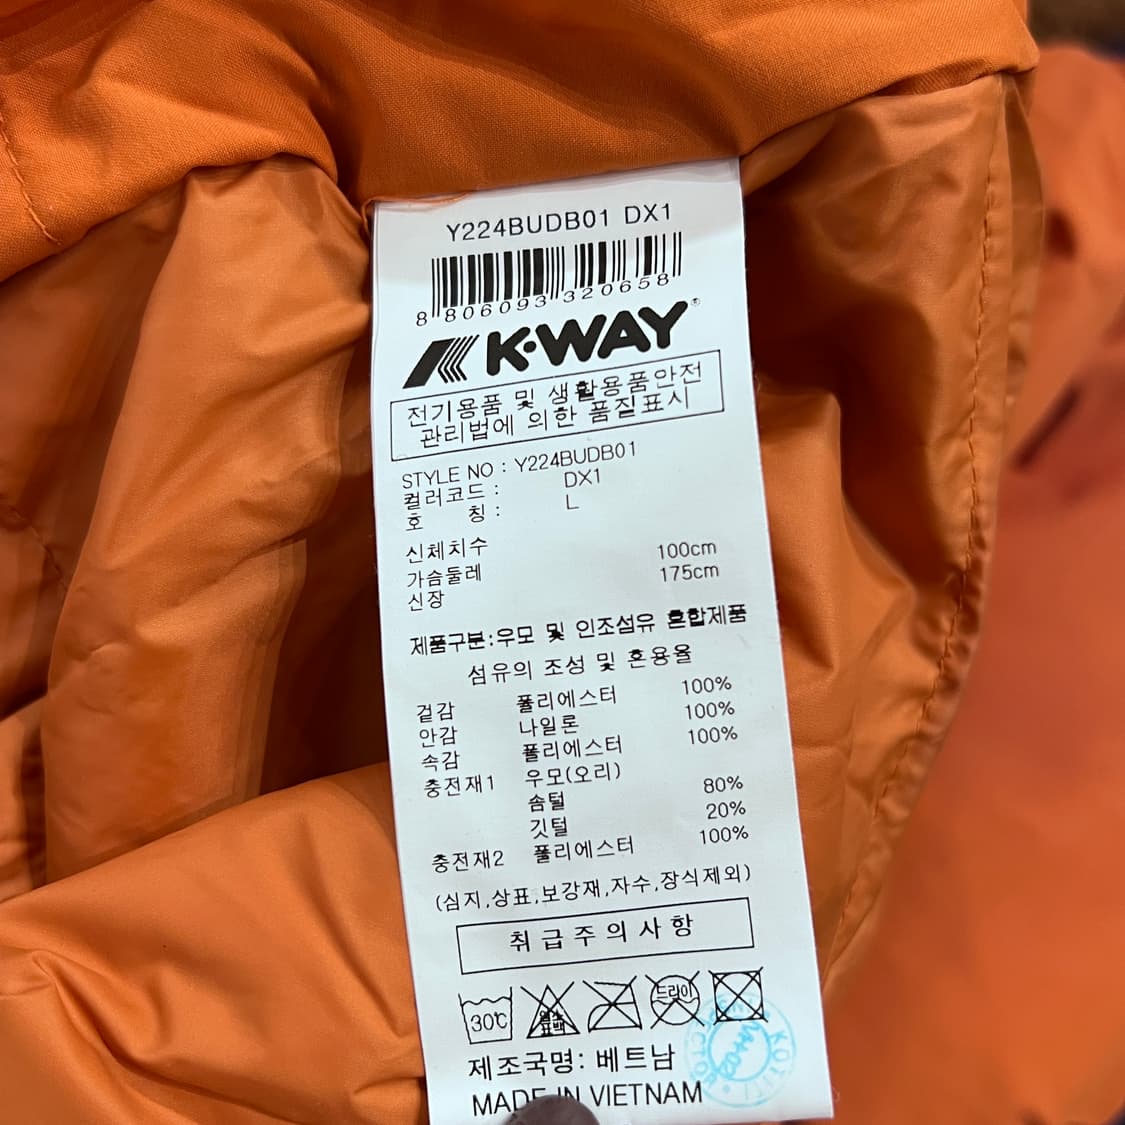 Y224BUDB01 DX1
8 806093 320658
K·WAY®
전기용품 및 생활용품안전
관리법에 의한 품질표시
STYLE NO : Y224BUDB01
컬러코드 : DX1
호 칭 : L
신체치수
가슴둘레 100cm
신장 175cm
제품구분:우모 및 인조섬유 혼합제품
섬유의 조성 및 혼용율
겉감 폴리에스터 100%
안감 나일론 100%
속감 폴리에스터 100%
충전재1 우모(오리)
솜털 80%
깃털 20%
충전재2 폴리에스터 100%
(심지,상표,보강재,자수,장식제외)
취급주의사항
30℃
염소
표백
드라이
제조국명: 베트남
MADE IN VIETNAM